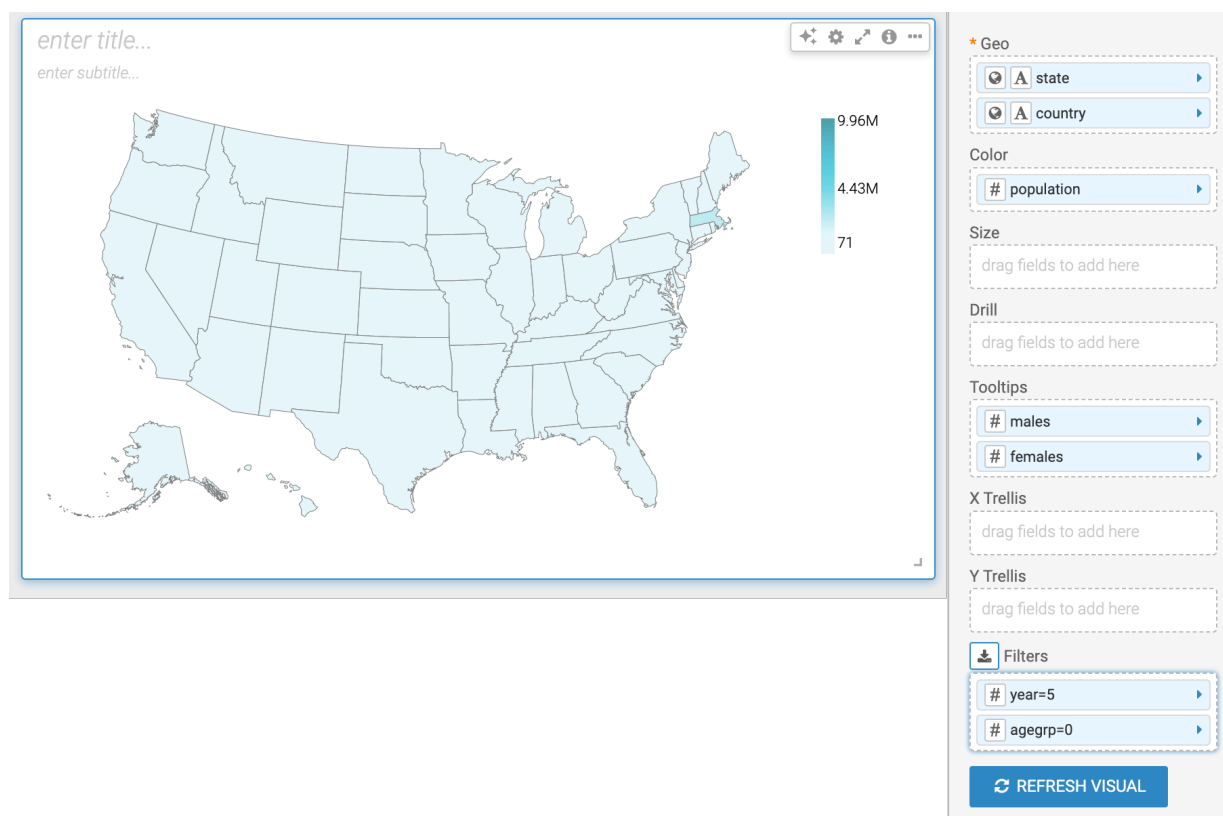 enter title...
enter subtitle...
9.96M
4.43M
71
* Geo
A state
A country
Color
# population
Size
drag fields to add here
Drill
drag fields to add here
Tooltips
# males
# females
X Trellis
drag fields to add here
Y Trellis
drag fields to add here
Filters
# year=5
# agegrp=0
REFRESH VISUAL